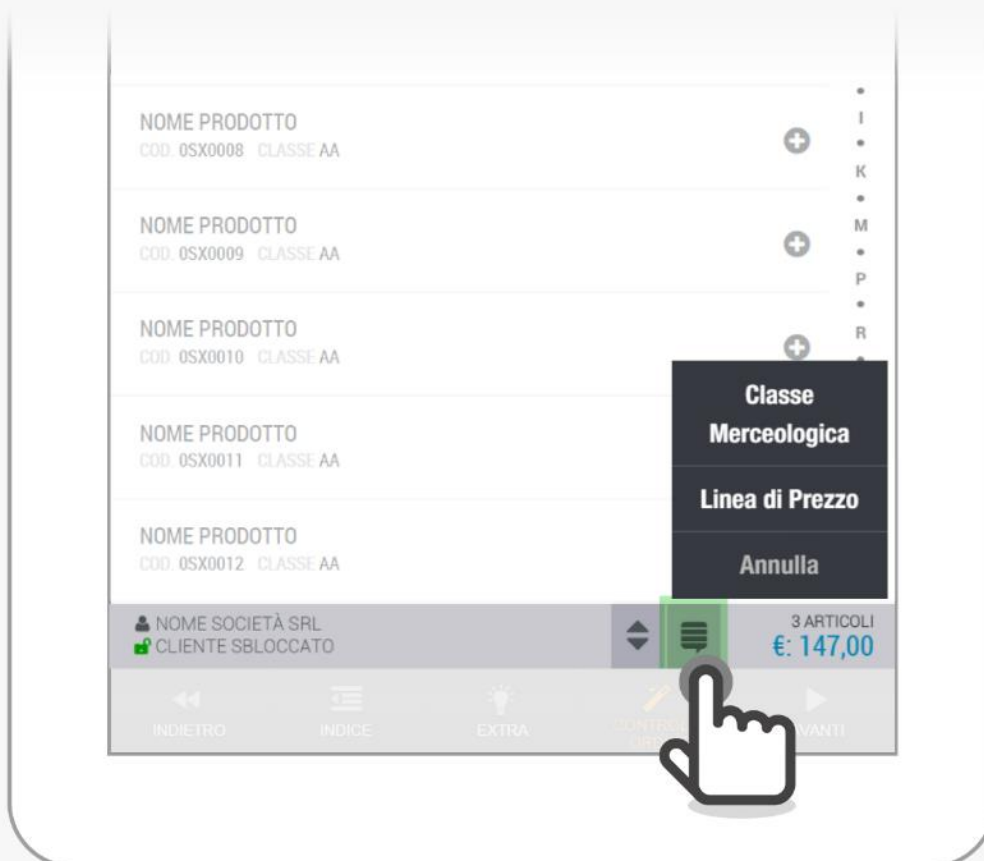 NOME PRODOTTO
COD. 0SX0008 CLASSE AA
I
K
NOME PRODOTTO
COD. 0SX0009 CLASSE AA
M
P
NOME PRODOTTO
COD. 0SX0010 CLASSE AA
R
Classe
Merceologica
NOME PRODOTTO
COD. 0SX0011 CLASSE AA
Linea di Prezzo
NOME PRODOTTO
COD. 0SX0012 CLASSE AA
Annulla
NOME SOCIETÀ SRL
CLIENTE SBLOCCATO
3 ARTICOLI
€: 147,00
INDIETRO
INDICE
EXTRA